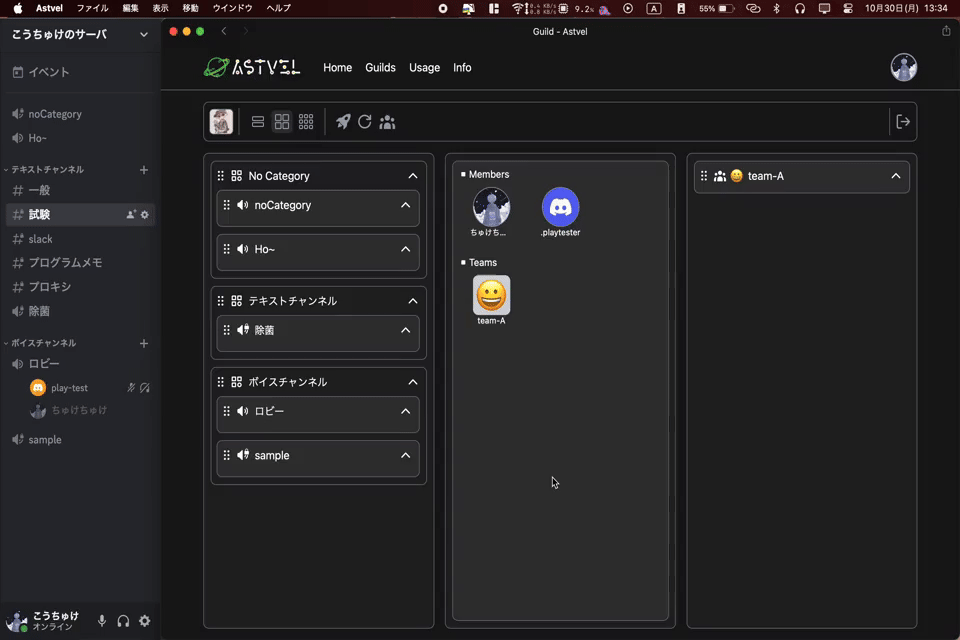 Astvel ファイル 編集 表示 移動 ウインドウ ヘルプ
0.4 KB/s
0.8 KB/s
9.2% A 55% 10月30日(月) 13:34
こうちゅけのサーバ
イベント
noCategory
Ho~
テキストチャンネル
一般
試験
slack
プログラムメモ
プロキシ
除菌
ボイスチャンネル
ロビー
play-test
ちゅけちゅけ
sample
こうちゅけ
オンライン
Guild - Astvel
ASTVEL Home Guilds Usage Info
No Category
noCategory
Ho~
テキストチャンネル
除菌
ボイスチャンネル
ロビー
sample
Members
ちゅけち... .playtester
Teams
team-A
team-A